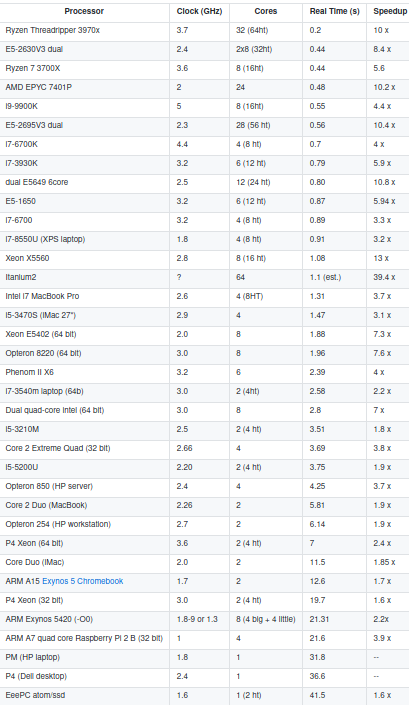 Processor Clock (GHz) Cores Real Time (s) Speedup
Ryzen Threadripper 3970x 3.7 32 (64ht) 0.2 10 x
E5-2630V3 dual 2.4 2x8 (32ht) 0.44 8.4 x
Ryzen 7 3700X 3.6 8 (16ht) 0.44 5.6
AMD EPYC 7401P 2 24 0.48 10.2 x
i9-9900K 5 8 (16ht) 0.55 4.4 x
E5-2695V3 dual 2.3 28 (56 ht) 0.56 10.4 x
i7-6700K 4.4 4 (8 ht) 0.7 4 x
i7-3930K 3.2 6 (12 ht) 0.79 5.9 x
dual E5649 6core 2.5 12 (24 ht) 0.80 10.8 x
E5-1650 3.2 6 (12 ht) 0.87 5.94 x
i7-6700 3.2 4 (8 ht) 0.89 3.3 x
i7-8550U (XPS laptop) 1.8 4 (8 ht) 0.91 3.2 x
Xeon X5560 2.8 8 (16 ht) 1.08 13 x
Itanium2 ? 64 1.1 (est.) 39.4 x
Intel i7 MacBook Pro 2.6 4 (8HT) 1.31 3.7 x
i5-3470S (iMac 27") 2.9 4 1.47 3.1 x
Xeon E5402 (64 bit) 2.0 8 1.88 7.3 x
Opteron 8220 (64 bit) 3.0 8 1.96 7.6 x
Phenom II X6 3.2 6 2.39 4 x
i7-3540m laptop (64b) 3.0 2 (4ht) 2.58 2.2 x
Dual quad-core Intel (64 bit) 3.0 8 2.8 7 x
i5-3210M 2.5 2 (4 ht) 3.51 1.8 x
Core 2 Extreme Quad (32 bit) 2.66 4 3.69 3.8 x
i5-5200U 2.20 2 (4 ht) 3.75 1.9 x
Opteron 850 (HP server) 2.4 4 4.25 3.7 x
Core 2 Duo (MacBook) 2.26 2 5.81 1.9 x
Opteron 254 (HP workstation) 2.7 2 6.14 1.9 x
P4 Xeon (64 bit) 3.6 2 (4 ht) 7 2.4 x
Core Duo (iMac) 2.0 2 11.5 1.85 x
ARM A15 Exynos 5 Chromebook 1.7 2 12.6 1.7 x
P4 Xeon (32 bit) 3.0 2 (4 ht) 19.7 1.6 x
ARM Exynos 5420 (-O0) 1.8-9 or 1.3 8 (4 big + 4 little) 21.31 2.2x
ARM A7 quad core Raspberry Pi 2 B (32 bit) 1 4 21.6 3.9 x
PM (HP laptop) 1.8 1 31.8 --
P4 (Dell desktop) 2.4 1 36.6 --
EeePC atom/ssd 1.6 1 (2 ht) 41.5 1.6 x